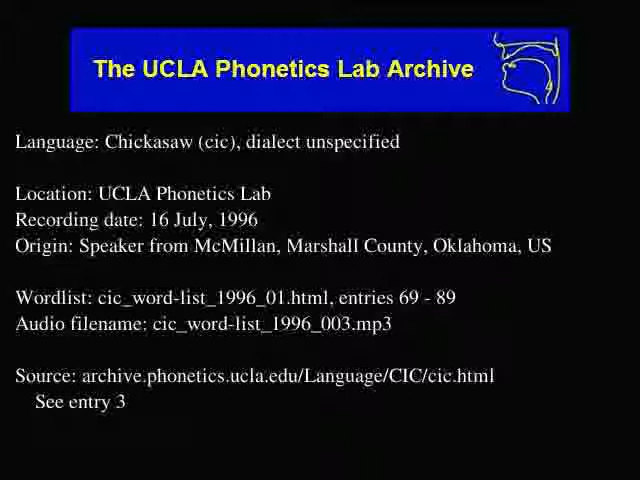 The UCLA Phonetics Lab Archive
Language: Chickasaw (cic), dialect unspecified
Location: UCLA Phonetics Lab
Recording date: 16 July, 1996
Origin: Speaker from McMillan, Marshall County, Oklahoma, US
Wordlist: cic_word-list_1996_01.html, entries 69 - 89
Audio filename: cic_word-list_1996_003.mp3
Source: archive.phonetics.ucla.edu/Language/CIC/cic.html
See entry 3